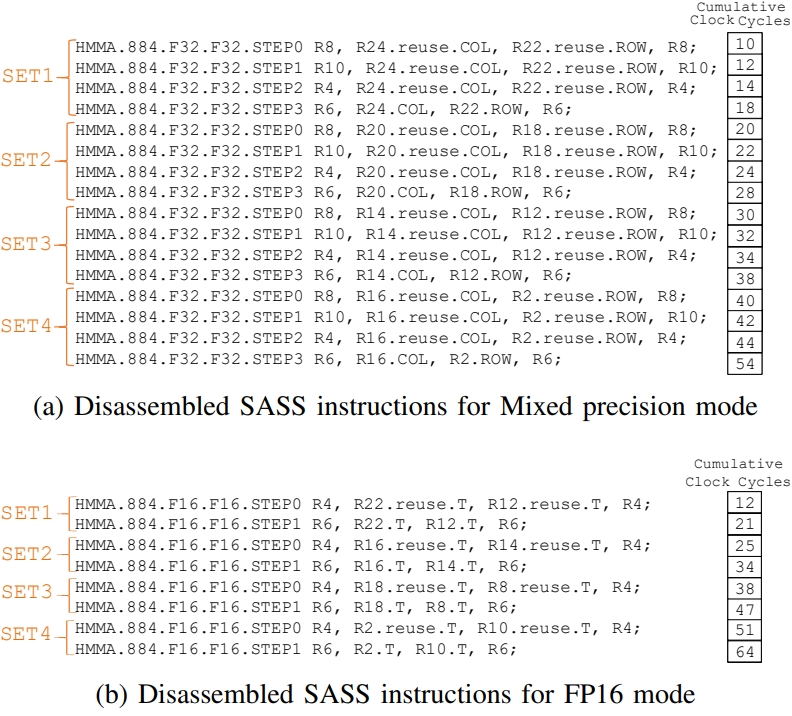 Cumulative
Clock Cycles
SET1
HMMA.884.F32.F32.STEP0 R8, R24.reuse.COL, R22.reuse.ROW, R8; 10
HMMA.884.F32.F32.STEP1 R10, R24.reuse.COL, R22.reuse.ROW, R10; 12
HMMA.884.F32.F32.STEP2 R4, R24.reuse.COL, R22.reuse.ROW, R4; 14
HMMA.884.F32.F32.STEP3 R6, R24.COL, R22.ROW, R6; 18
SET2
HMMA.884.F32.F32.STEP0 R8, R20.reuse.COL, R18.reuse.ROW, R8; 20
HMMA.884.F32.F32.STEP1 R10, R20.reuse.COL, R18.reuse.ROW, R10; 22
HMMA.884.F32.F32.STEP2 R4, R20.reuse.COL, R18.reuse.ROW, R4; 24
HMMA.884.F32.F32.STEP3 R6, R20.COL, R18.ROW, R6; 28
SET3
HMMA.884.F32.F32.STEP0 R8, R14.reuse.COL, R12.reuse.ROW, R8; 30
HMMA.884.F32.F32.STEP1 R10, R14.reuse.COL, R12.reuse.ROW, R10; 32
HMMA.884.F32.F32.STEP2 R4, R14.reuse.COL, R12.reuse.ROW, R4; 34
HMMA.884.F32.F32.STEP3 R6, R14.COL, R12.ROW, R6; 38
SET4
HMMA.884.F32.F32.STEP0 R8, R16.reuse.COL, R2.reuse.ROW, R8; 40
HMMA.884.F32.F32.STEP1 R10, R16.reuse.COL, R2.reuse.ROW, R10; 42
HMMA.884.F32.F32.STEP2 R4, R16.reuse.COL, R2.reuse.ROW, R4; 44
HMMA.884.F32.F32.STEP3 R6, R16.COL, R2.ROW, R6; 54
(a) Disassembled SASS instructions for Mixed precision mode
Cumulative
Clock Cycles
SET1
HMMA.884.F16.F16.STEP0 R4, R22.reuse.T, R12.reuse.T, R4; 12
HMMA.884.F16.F16.STEP1 R6, R22.T, R12.T, R6; 21
SET2
HMMA.884.F16.F16.STEP0 R4, R16.reuse.T, R14.reuse.T, R4; 25
HMMA.884.F16.F16.STEP1 R6, R16.T, R14.T, R6; 34
SET3
HMMA.884.F16.F16.STEP0 R4, R18.reuse.T, R8.reuse.T, R4; 38
HMMA.884.F16.F16.STEP1 R6, R18.T, R8.T, R6; 47
SET4
HMMA.884.F16.F16.STEP0 R4, R2.reuse.T, R10.reuse.T, R4; 51
HMMA.884.F16.F16.STEP1 R6, R2.T, R10.T, R6; 64
(b) Disassembled SASS instructions for FP16 mode